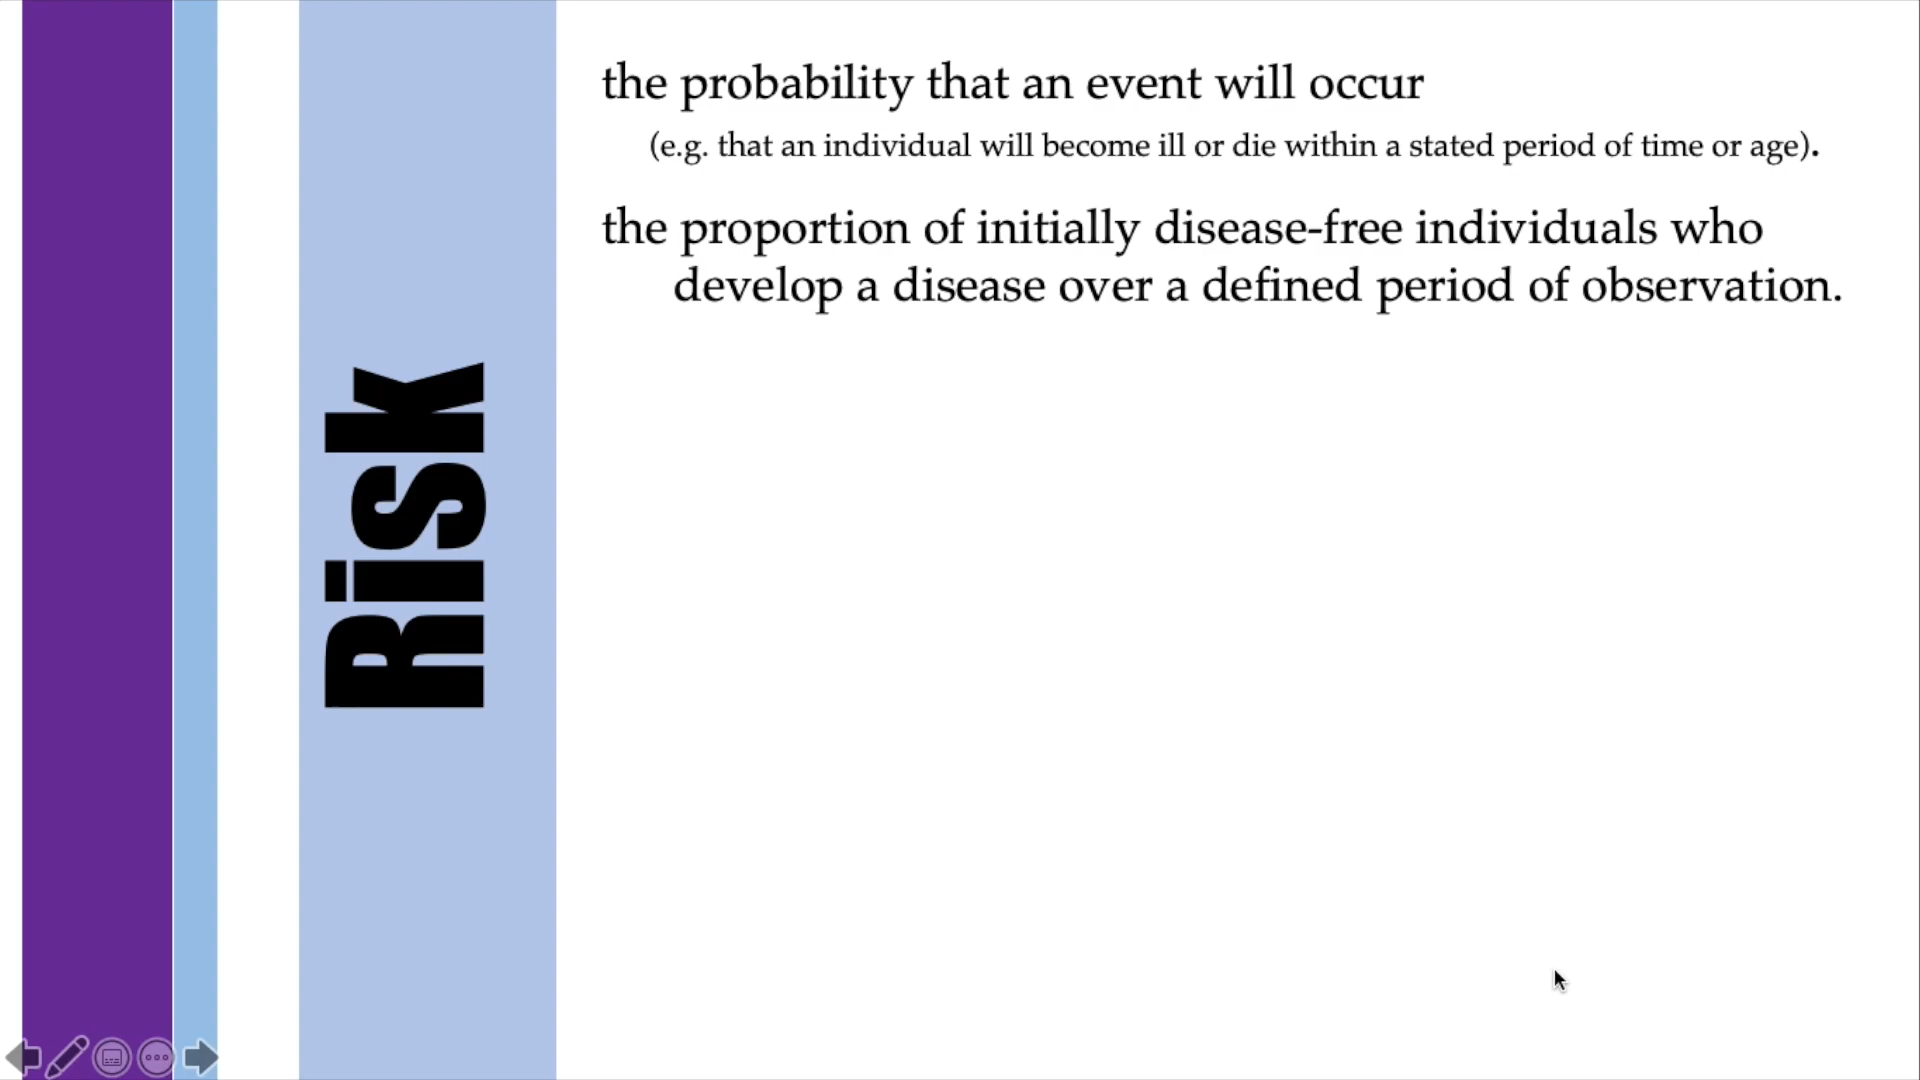 Risk
the probability that an event will occur
(e.g. that an individual will become ill or die within a stated period of time or age).
the proportion of initially disease-free individuals who
develop a disease over a defined period of observation.